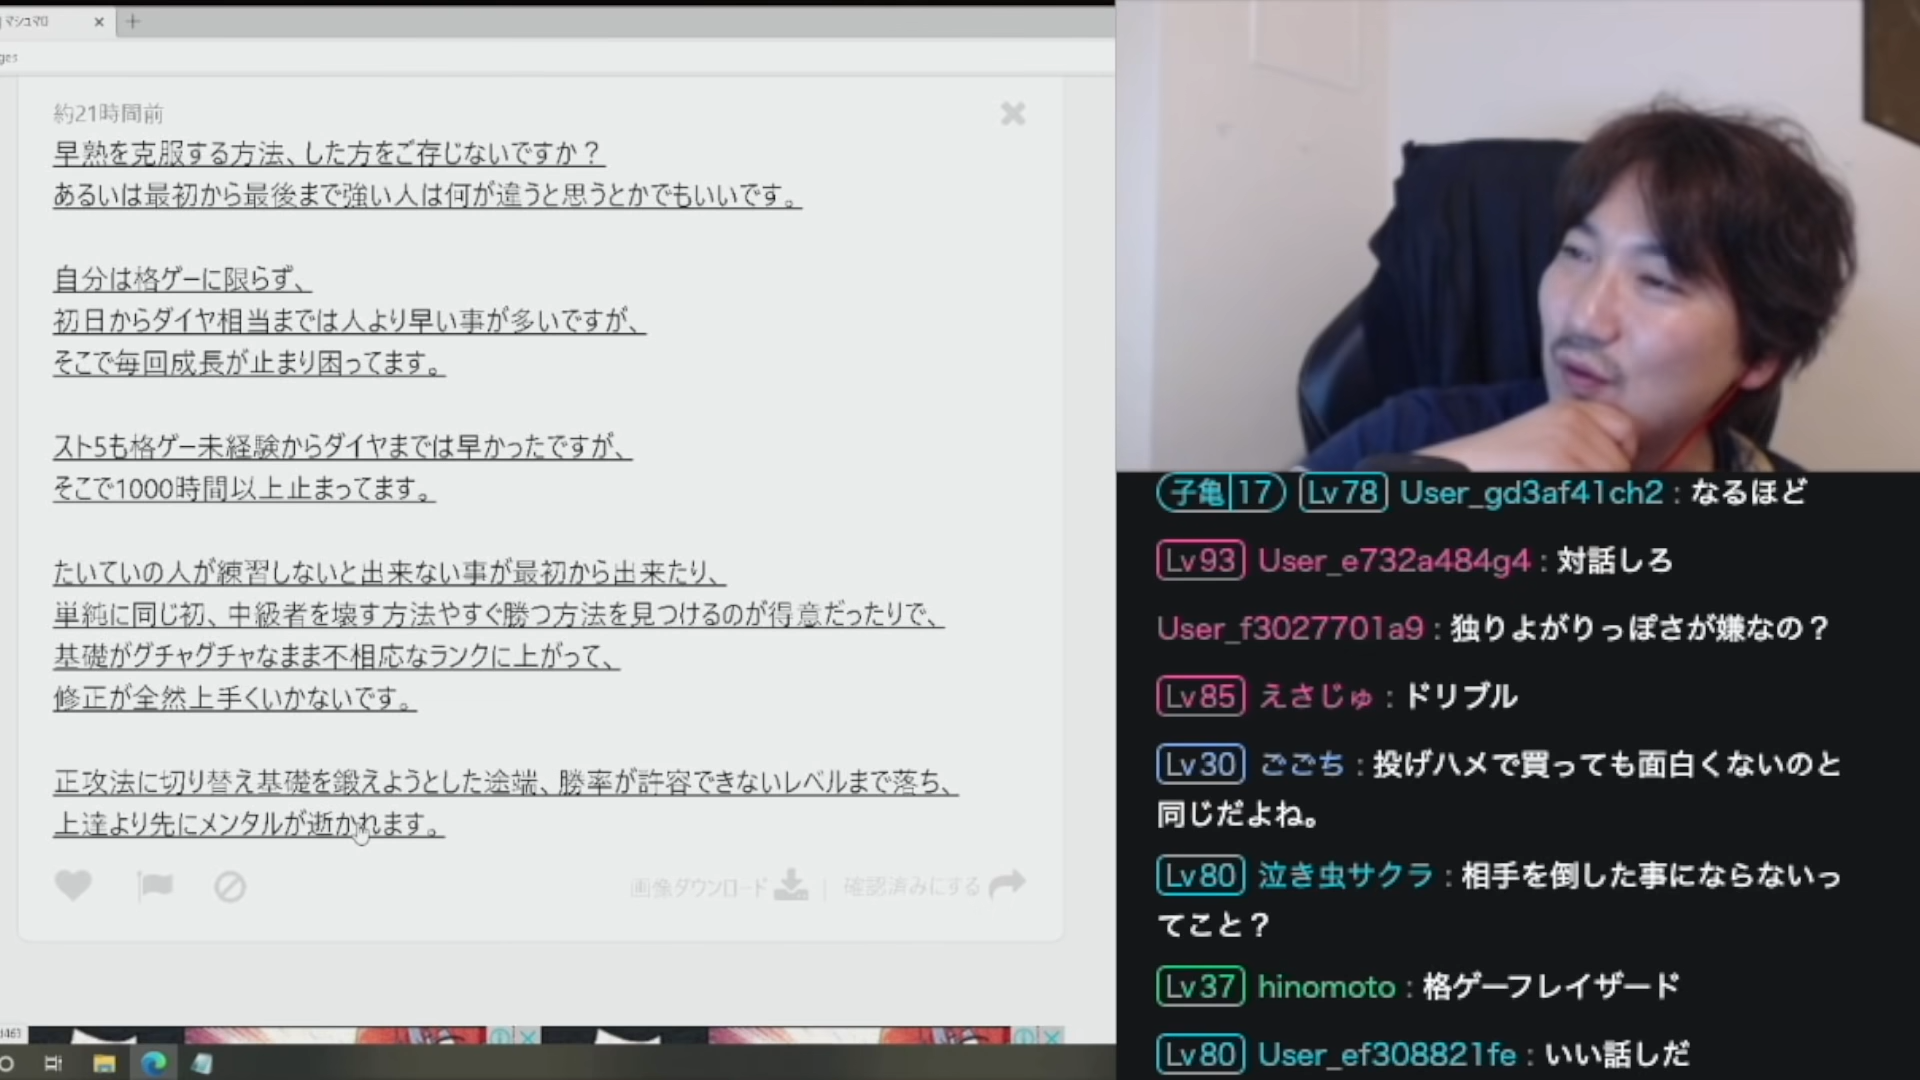 マシュマロ
ges
約21時間前
早熟を克服する方法、した方をご存じないですか？
あるいは最初から最後まで強い人は何が違うと思うとかでもいいです。
自分は格ゲーに限らず、
初日からダイヤ相当までは人より早い事が多いですが、
そこで毎回成長が止まり困ってます。
スト5も格ゲー未経験からダイヤまでは早かったですが、
そこで1000時間以上止まってます。
たいていの人が練習しないと出来ない事が最初から出来たり、
単純に同じ初、中級者を壊す方法やすぐ勝つ方法を見つけるのが得意だったりで、
基礎がグチャグチャなまま不相応なランクに上がって、
修正が全然上手くいかないです。
正攻法に切り替え基礎を鍛えようとした途端、勝率が許容できないレベルまで落ち、
上達より先にメンタルが逝かれます。
画像ダウンロード | 確認済みにする
子亀 17 Lv78 User_gd3af41ch2 : なるほど
Lv93 User_e732a484g4 : 対話しろ
User_f3027701a9 : 独りよがりっぽさが嫌なの？
Lv85 えさじゅ : ドリブル
Lv30 ごごち : 投げハメで買っても面白くないのと
同じだよね。
Lv80 泣き虫サクラ : 相手を倒した事にならないっ
てこと？
Lv37 hinomoto : 格ゲーフレイザード
Lv80 User_ef308821fe : いい話しだ